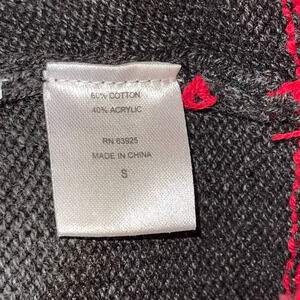 60% COTTON
40% ACRYLIC
RN 63925
MADE IN CHINA
S